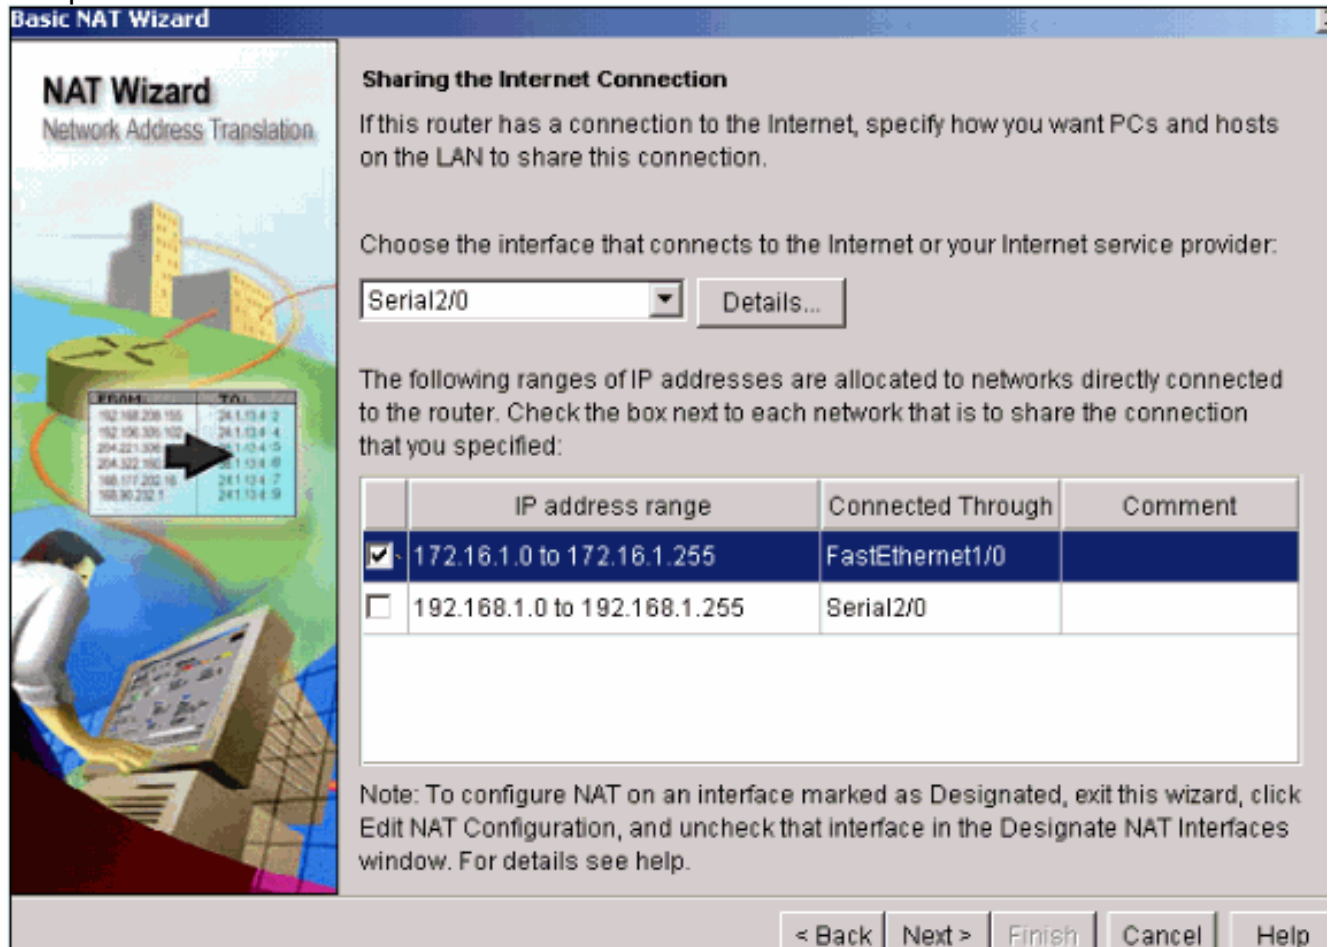 Basic NAT Wizard
NAT Wizard
Network Address Translation
FROM: TO:
Sharing the Internet Connection
If this router has a connection to the Internet, specify how you want PCs and hosts
on the LAN to share this connection.
Choose the interface that connects to the Internet or your Internet service provider:
Serial2/0 Details...
The following ranges of IP addresses are allocated to networks directly connected
to the router. Check the box next to each network that is to share the connection
that you specified:
IP address range Connected Through Comment
172.16.1.0 to 172.16.1.255 FastEthernet1/0
192.168.1.0 to 192.168.1.255 Serial2/0
Note: To configure NAT on an interface marked as Designated, exit this wizard, click
Edit NAT Configuration, and uncheck that interface in the Designate NAT Interfaces
window. For details see help.
< Back Next > Finish Cancel Help